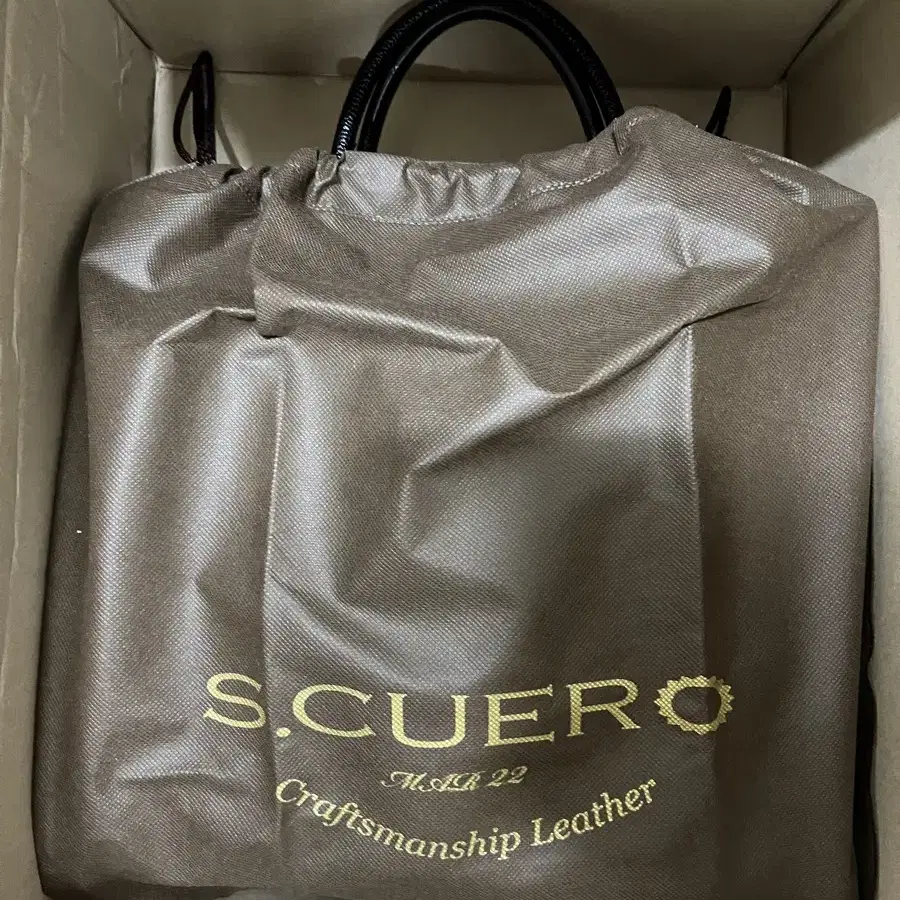 S.CUERO
MAR 22
Craftsmanship Leather